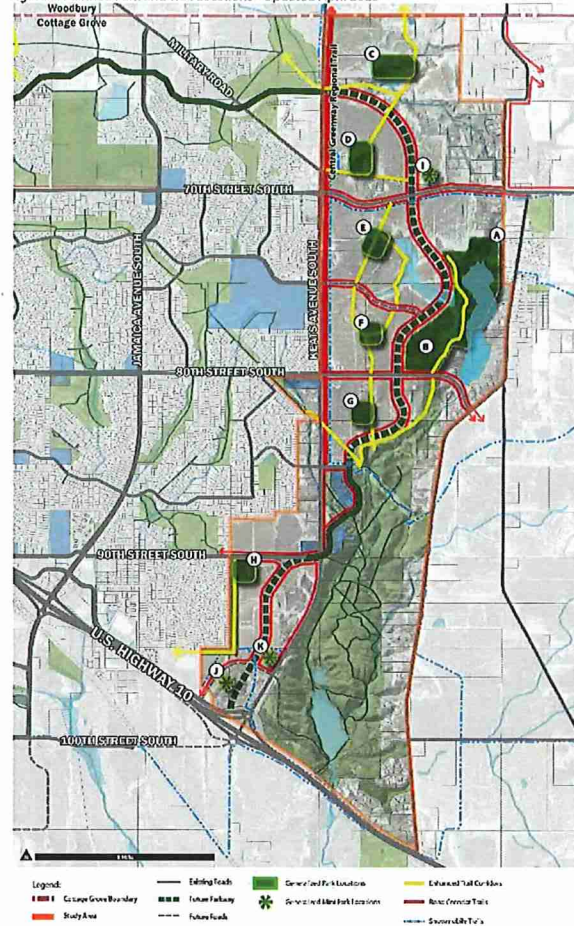 Woodbury
Cottage Grove
MILITARY ROAD
Central Greenway Regional Trail
C
D
I
70TH STREET SOUTH
A
E
JAMAICA AVENUE SOUTH
KEATS AVENUE SOUTH
F
B
80TH STREET SOUTH
G
90TH STREET SOUTH
H
K
J
U.S. HIGHWAY 10
100TH STREET SOUTH
Legend:
Cottage Grove Boundary
Study Area
Existing Roads
Future Parkway
Future Roads
Generalized Park Locations
Generalized Mini Park Locations
Enhanced Trail Corridors
Road Corridor Trails
Snowmobile Trails